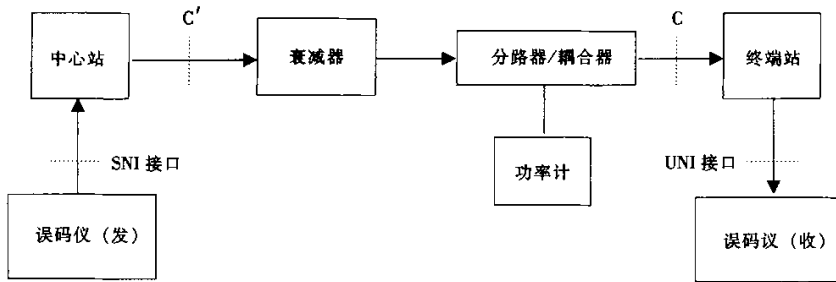 C′
C
中心站
衰减器
分路器/耦合器
终端站
SNI 接口
功率计
UNI 接口
误码仪（发）
误码议（收）